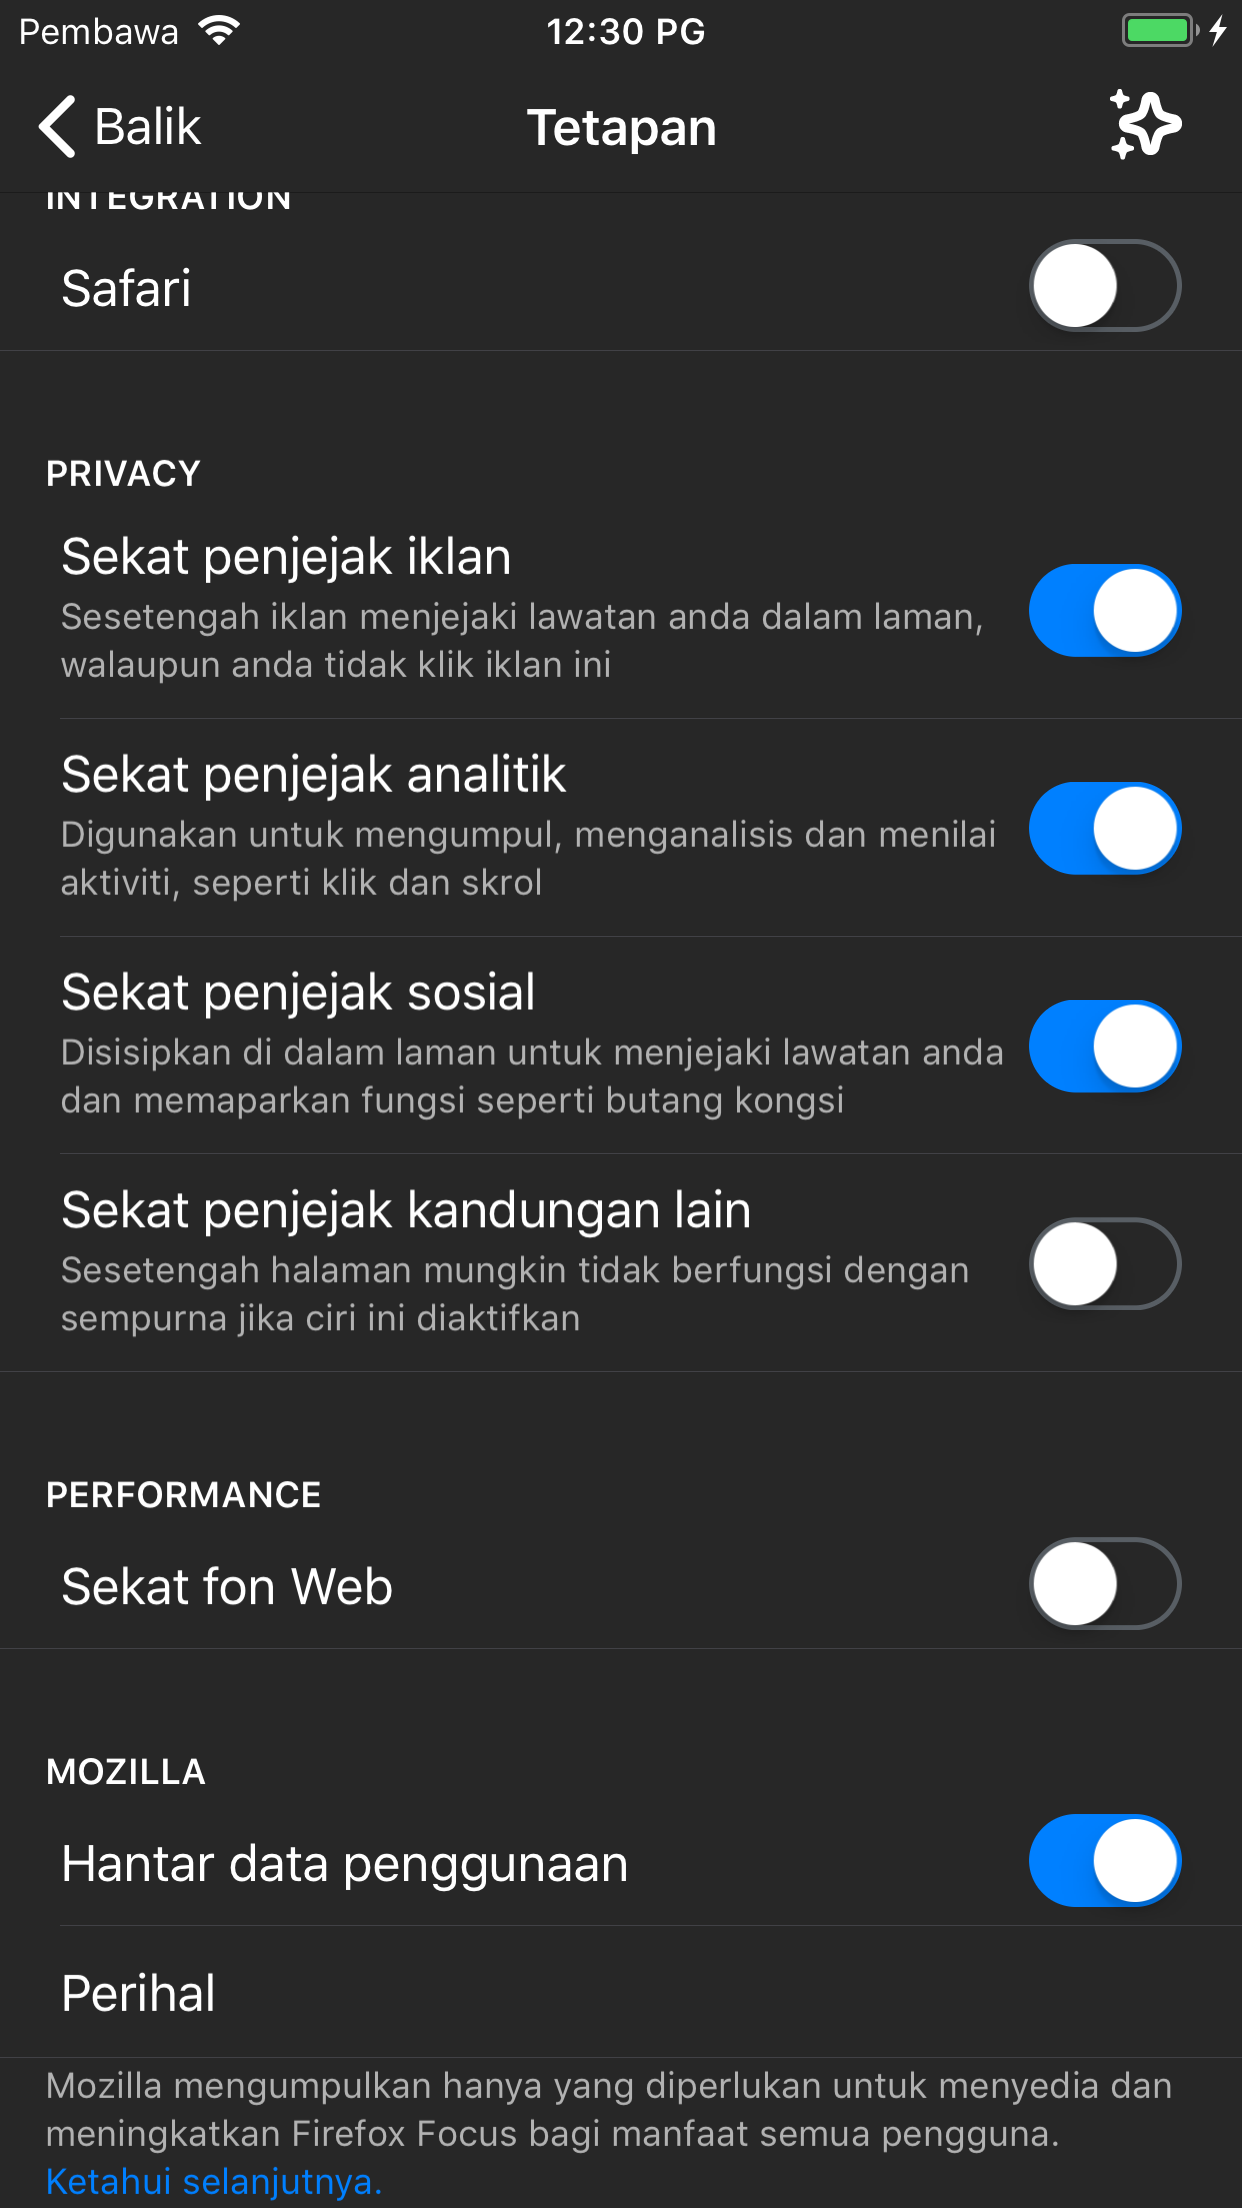 Pembawa
12:30 PG
Balik
Tetapan
INTEGRATION
Safari
PRIVACY
Sekat penjejak iklan
Sesetengah iklan menjejaki lawatan anda dalam laman,
walaupun anda tidak klik iklan ini
Sekat penjejak analitik
Digunakan untuk mengumpul, menganalisis dan menilai
aktiviti, seperti klik dan skrol
Sekat penjejak sosial
Disisipkan di dalam laman untuk menjejaki lawatan anda
dan memaparkan fungsi seperti butang kongsi
Sekat penjejak kandungan lain
Sesetengah halaman mungkin tidak berfungsi dengan
sempurna jika ciri ini diaktifkan
PERFORMANCE
Sekat fon Web
MOZILLA
Hantar data penggunaan
Perihal
Mozilla mengumpulkan hanya yang diperlukan untuk menyedia dan
meningkatkan Firefox Focus bagi manfaat semua pengguna.
Ketahui selanjutnya.